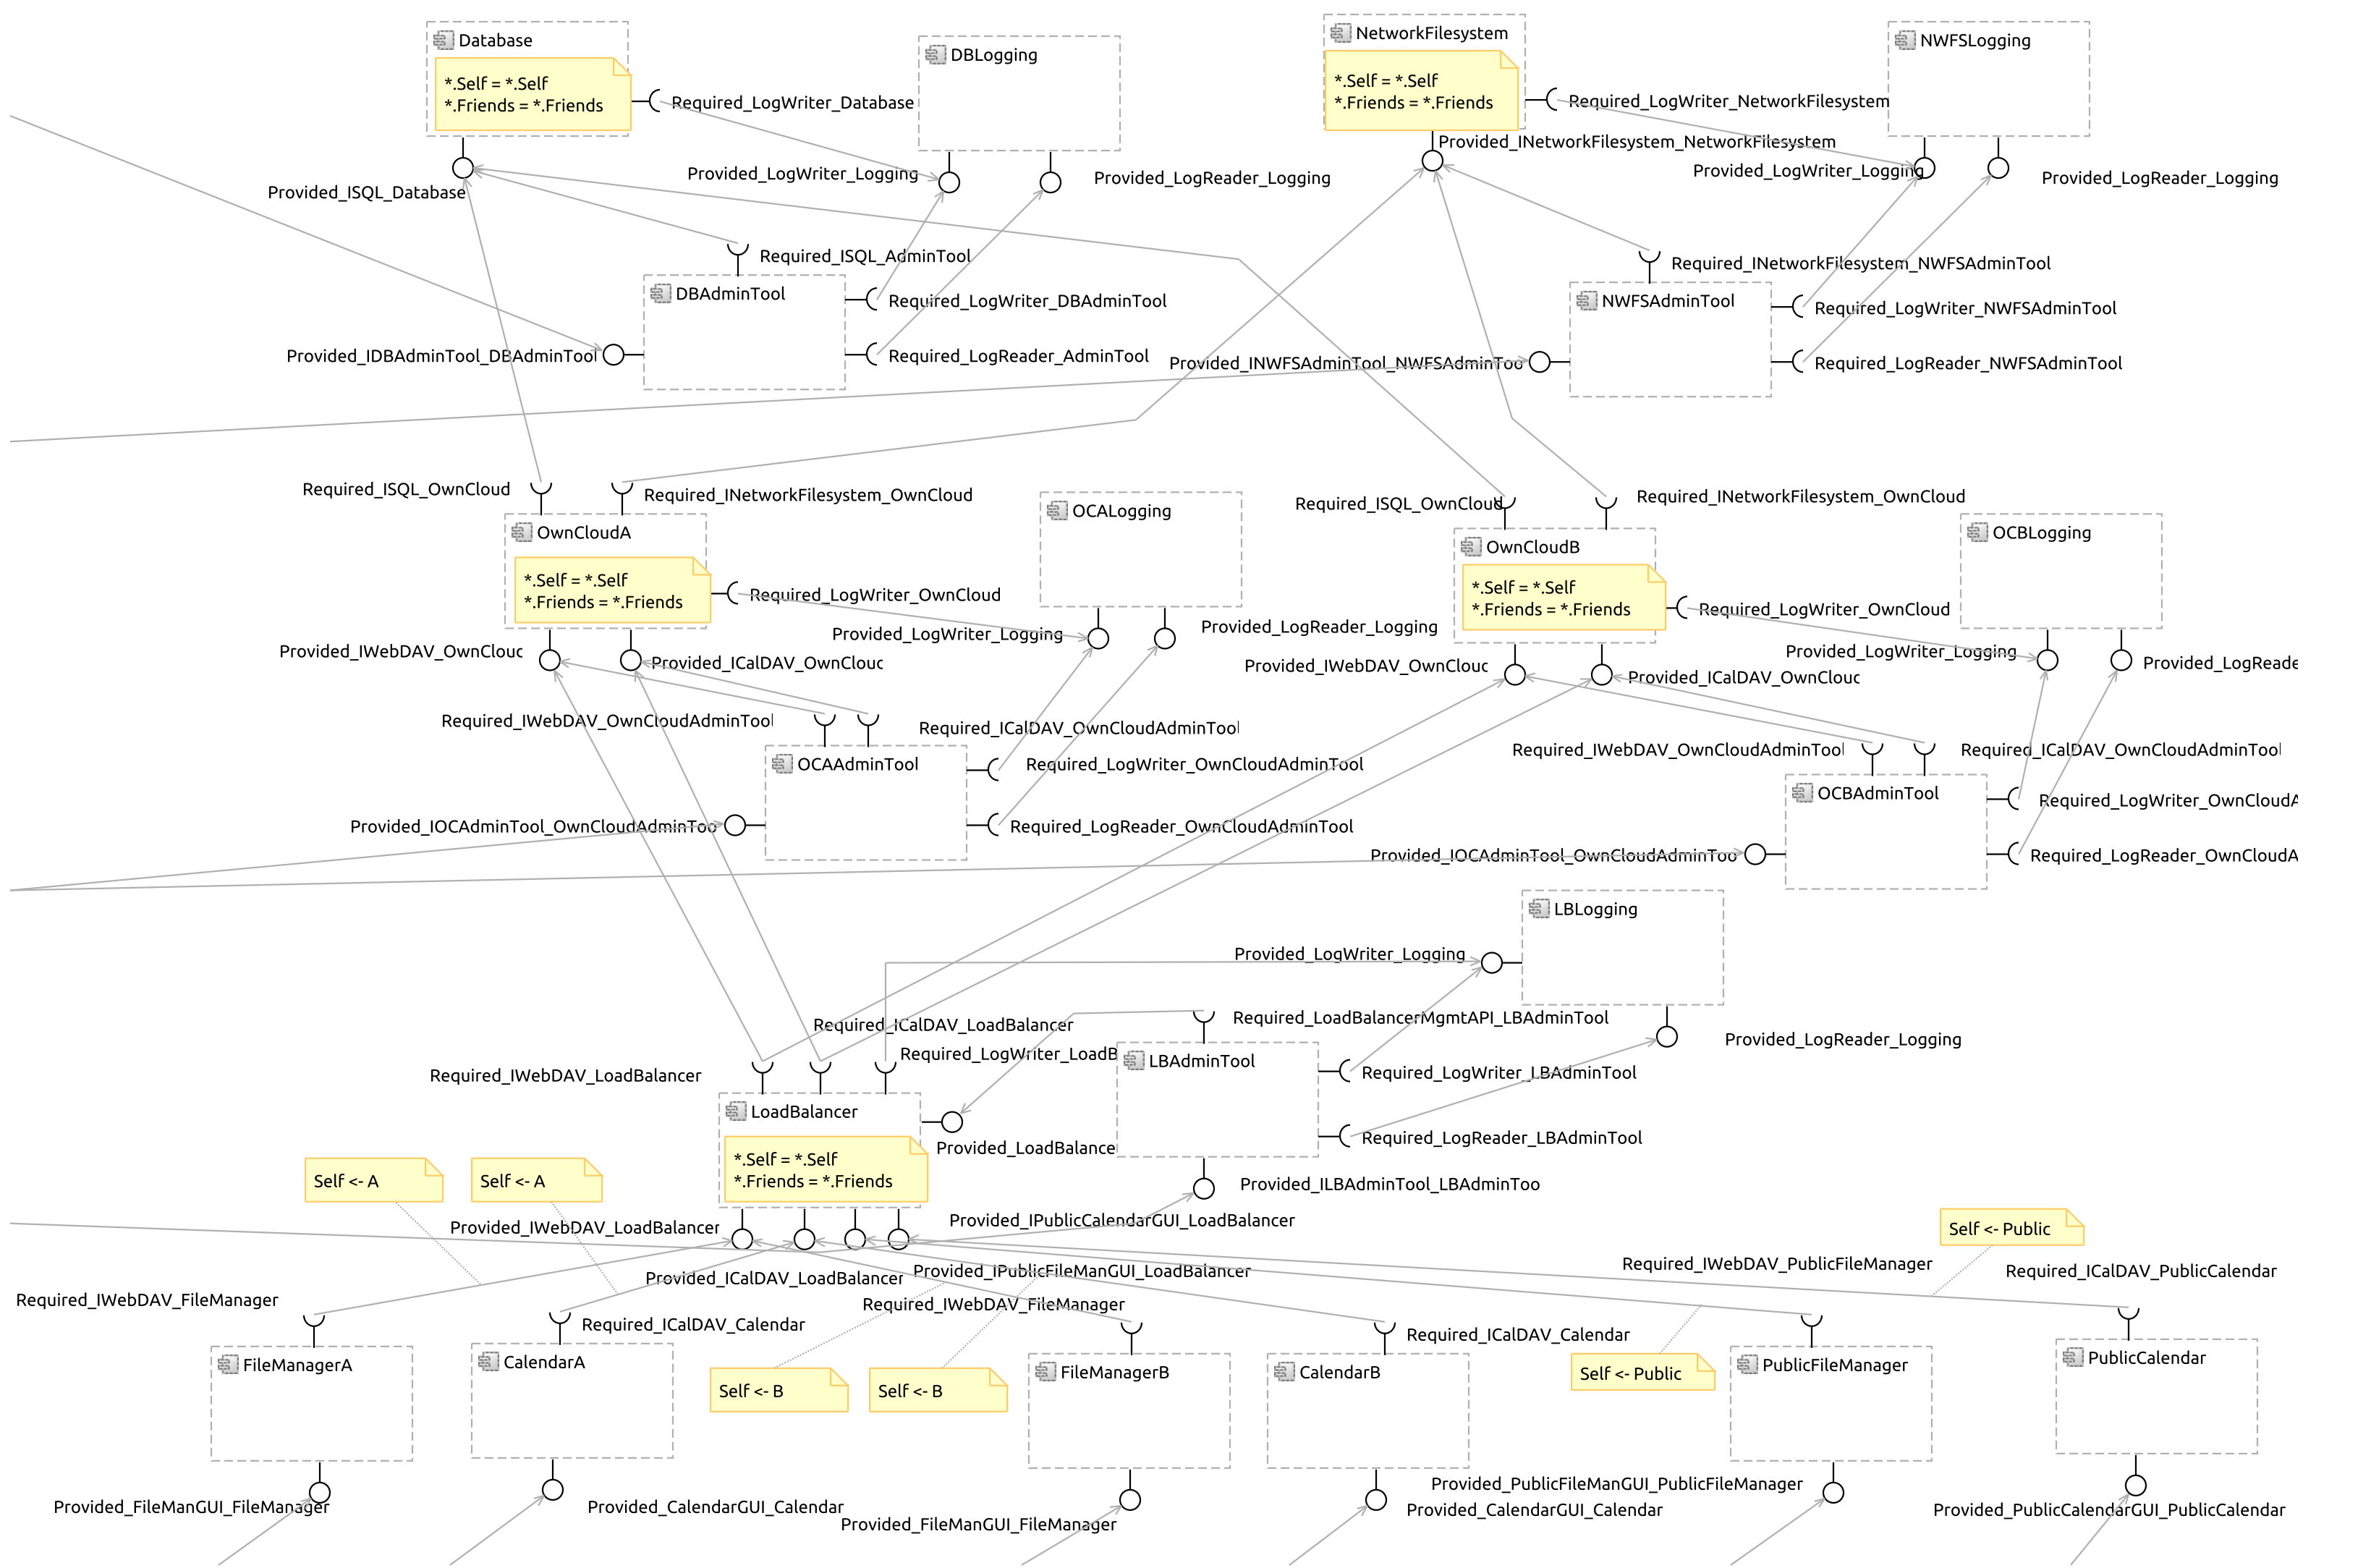 Database
*.Self = *.Self
*.Friends = *.Friends
Required_LogWriter_Database
DBLogging
NetworkFilesystem
*.Self = *.Self
*.Friends = *.Friends
Required_LogWriter_NetworkFilesystem
NWFSLogging
Provided_ISQL_Database
Provided_LogWriter_Logging
Provided_LogReader_Logging
Provided_INetworkFilesystem_NetworkFilesystem
Provided_LogWriter_Logging
Provided_LogReader_Logging
Required_ISQL_AdminTool
DBAdminTool
Required_LogWriter_DBAdminTool
Provided_IDBAdminTool_DBAdminTool
Required_LogReader_AdminTool
Required_INetworkFilesystem_NWFSAdminTool
NWFSAdminTool
Required_LogWriter_NWFSAdminTool
Provided_INWFSAdminTool_NWFSAdminToo
Required_LogReader_NWFSAdminTool
Required_ISQL_OwnCloud
Required_INetworkFilesystem_OwnCloud
OwnCloudA
*.Self = *.Self
*.Friends = *.Friends
Required_LogWriter_OwnCloud
OCALogging
Provided_LogWriter_Logging
Provided_LogReader_Logging
Provided_IWebDAV_OwnClouc
Provided_ICalDAV_OwnClouc
Required_ISQL_OwnCloud
Required_INetworkFilesystem_OwnCloud
OwnCloudB
*.Self = *.Self
*.Friends = *.Friends
Required_LogWriter_OwnCloud
OCBLogging
Provided_LogWriter_Logging
Provided_LogReade
Provided_IWebDAV_OwnClouc
Provided_ICalDAV_OwnClouc
Required_IWebDAV_OwnCloudAdminTool
Required_ICalDAV_OwnCloudAdminTool
OCAAdminTool
Required_LogWriter_OwnCloudAdminTool
Provided_IOCAdminTool_OwnCloudAdminToo
Required_LogReader_OwnCloudAdminTool
Required_IWebDAV_OwnCloudAdminTool
Required_ICalDAV_OwnCloudAdminTool
OCBAdminTool
Required_LogWriter_OwnCloudA
Provided_IOCAdminTool_OwnCloudAdminToo
Required_LogReader_OwnCloudA
LBLogging
Provided_LogWriter_Logging
Provided_LogReader_Logging
Required_ICalDAV_LoadBalancer
Required_LoadBalancerMgmtAPI_LBAdminTool
Required_LogWriter_LoadB
LBAdminTool
Required_LogWriter_LBAdminTool
Required_IWebDAV_LoadBalancer
LoadBalancer
*.Self = *.Self
*.Friends = *.Friends
Provided_LoadBalance
Required_LogReader_LBAdminTool
Provided_ILBAdminTool_LBAdminToo
Self <- A
Self <- A
Provided_IWebDAV_LoadBalancer
Provided_IPublicCalendarGUI_LoadBalancer
Self <- Public
Provided_ICalDAV_LoadBalancer
Provided_IPublicFileManGUI_LoadBalancer
Required_IWebDAV_PublicFileManager
Required_ICalDAV_PublicCalendar
Required_IWebDAV_FileManager
Required_IWebDAV_FileManager
Required_ICalDAV_Calendar
Required_ICalDAV_Calendar
FileManagerA
CalendarA
Self <- B
Self <- B
FileManagerB
CalendarB
Self <- Public
PublicFileManager
PublicCalendar
Provided_FileManGUI_FileManager
Provided_CalendarGUI_Calendar
Provided_FileManGUI_FileManager
Provided_PublicFileManGUI_PublicFileManager
Provided_CalendarGUI_Calendar
Provided_PublicCalendarGUI_PublicCalendar